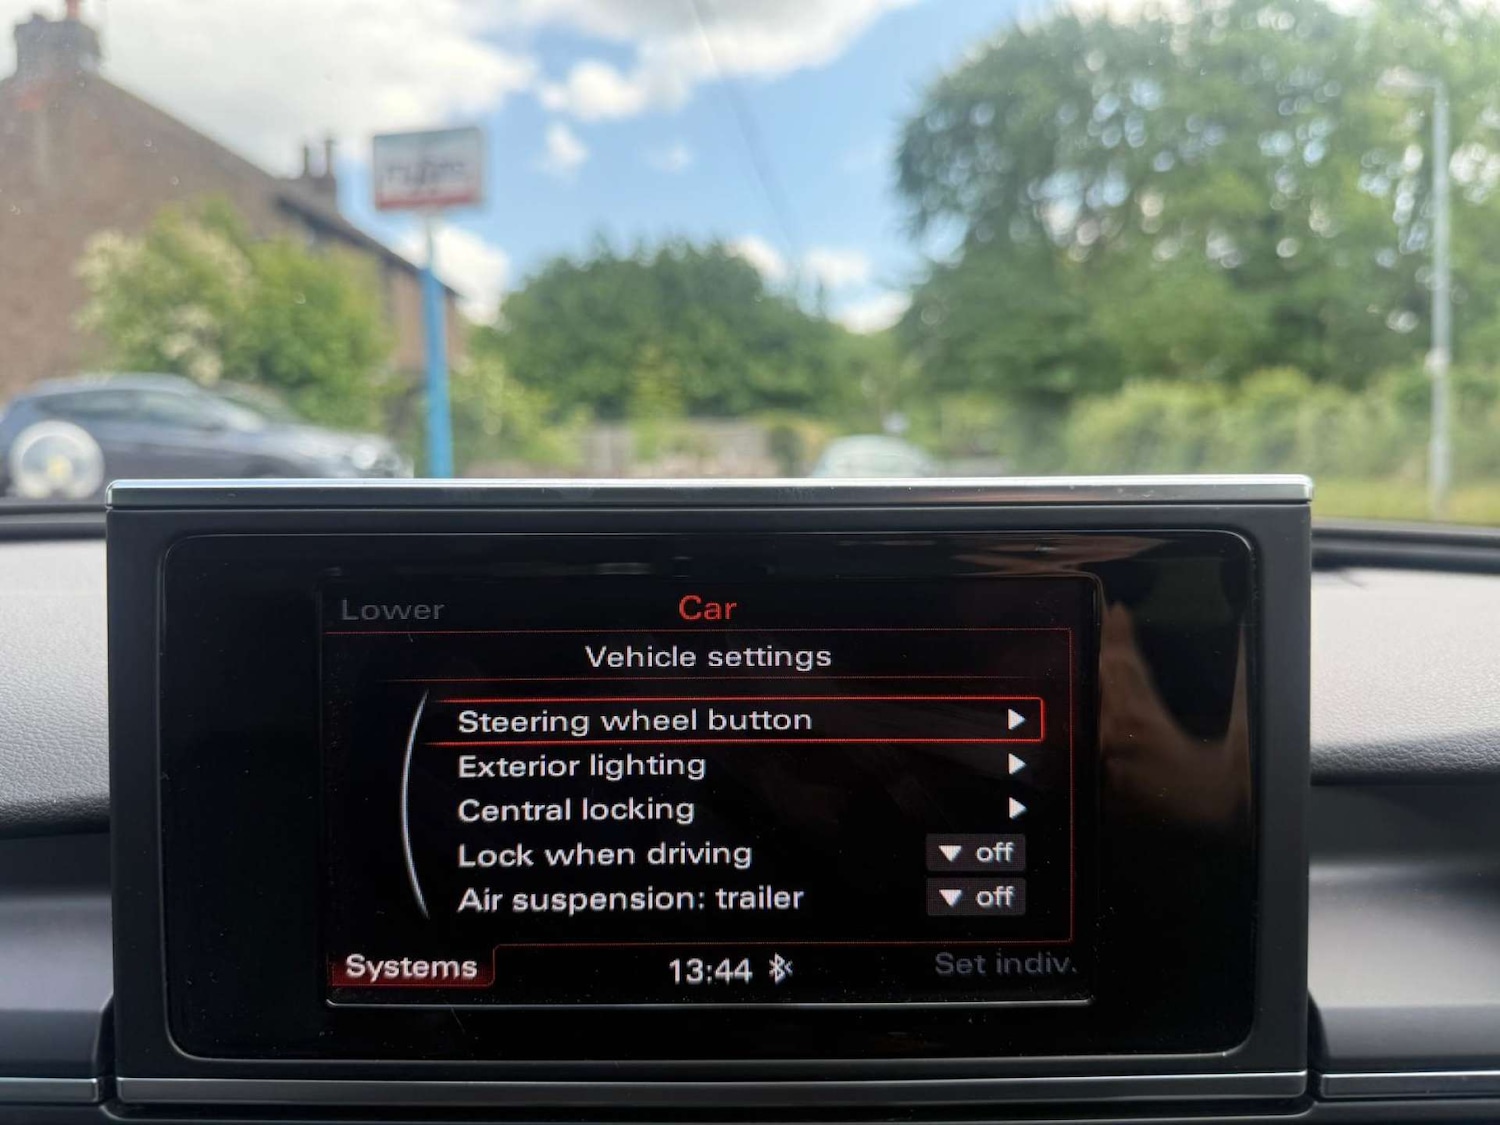 Lower
Car
Vehicle settings
Steering wheel button
Exterior lighting
Central locking
Lock when driving
off
Air suspension: trailer
off
Systems
13:44
Set indiv.